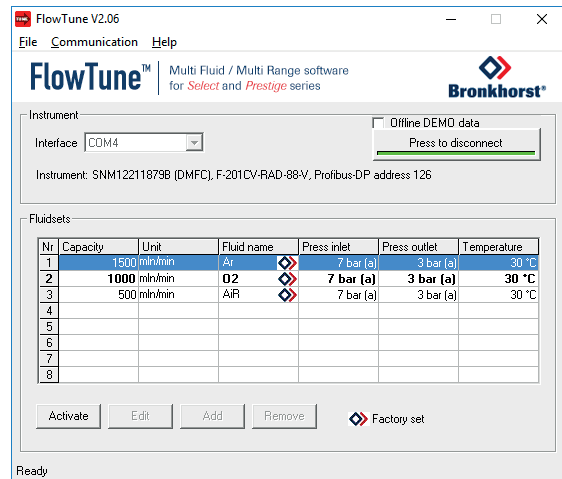 FlowTune V2.06
File Communication Help
FlowTune™ Multi Fluid / Multi Range software
for Select and Prestige series
Bronkhorst®
Instrument
Offline DEMO data
Interface COM4 Press to disconnect
Instrument: SNM12211879B (DMFC), F-201CV-RAD-88-V, Profibus-DP address 126
Fluidsets
Nr Capacity Unit Fluid name Press inlet Press outlet Temperature
1 1500 mln/min Ar 7 bar (a) 3 bar (a) 30 °C
2 1000 mln/min O2 7 bar (a) 3 bar (a) 30 °C
3 500 mln/min AiR 7 bar (a) 3 bar (a) 30 °C
4
5
6
7
8
Activate Edit Add Remove Factory set
Ready